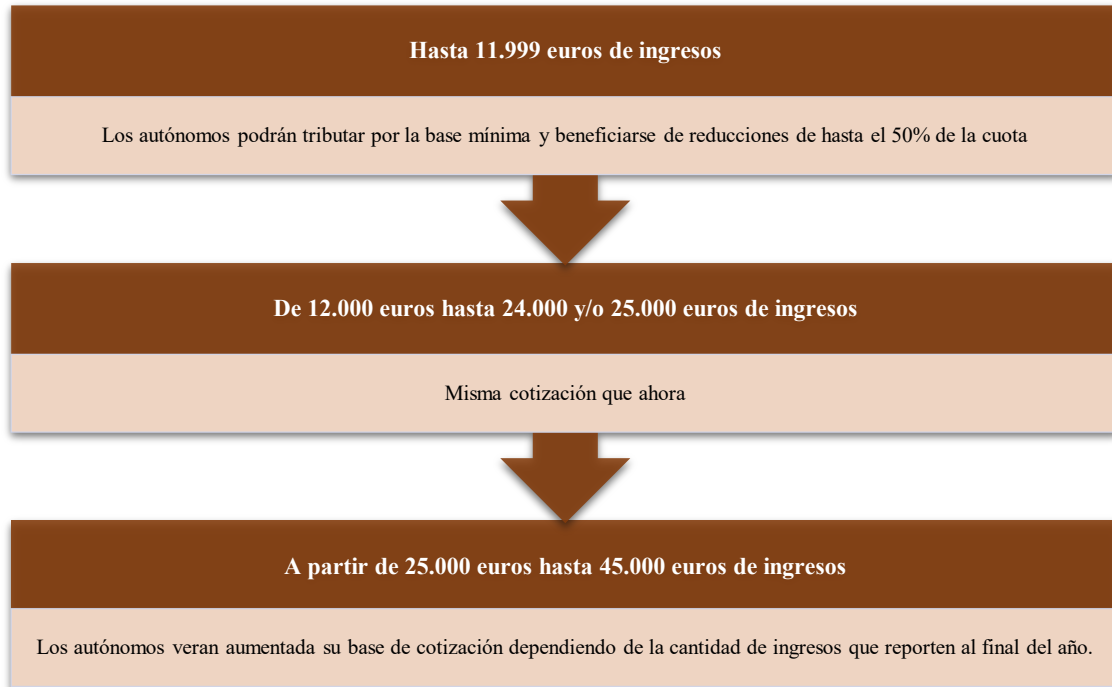 Hasta 11.999 euros de ingresos
Los autónomos podrán tributar por la base mínima y beneficiarse de reducciones de hasta el 50% de la cuota
De 12.000 euros hasta 24.000 y/o 25.000 euros de ingresos
Misma cotización que ahora
A partir de 25.000 euros hasta 45.000 euros de ingresos
Los autónomos veran aumentada su base de cotización dependiendo de la cantidad de ingresos que reporten al final del año.